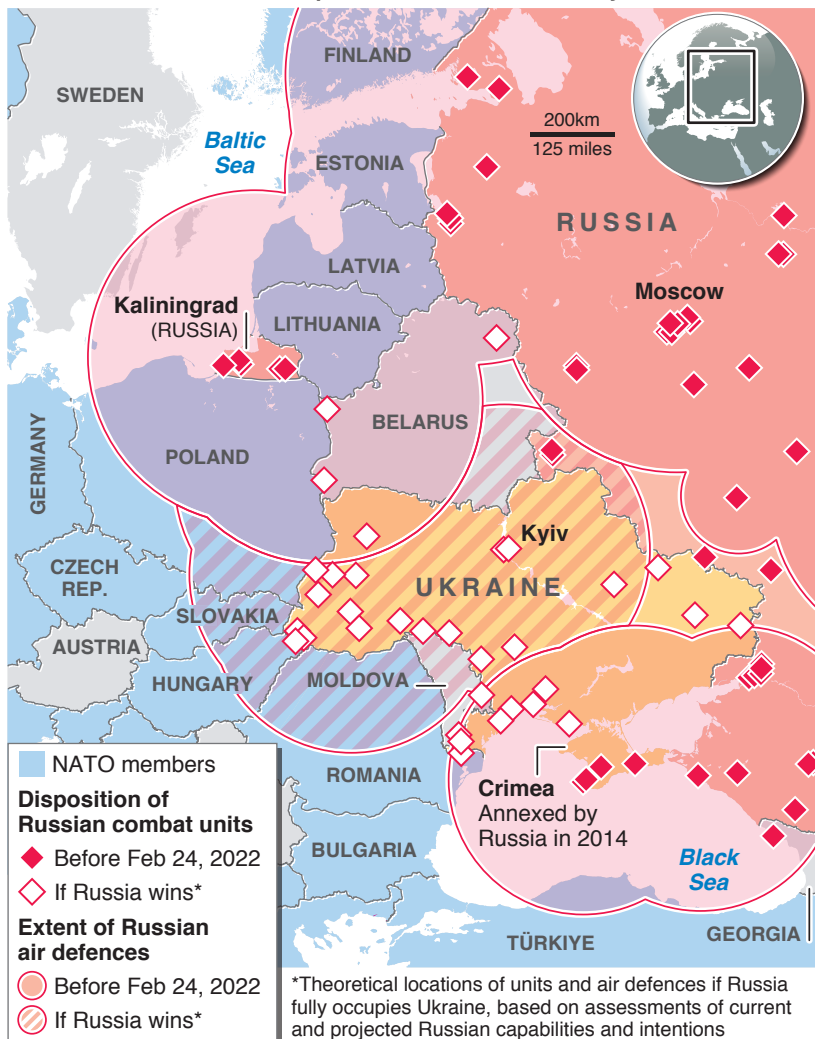 FINLAND
SWEDEN
Baltic
Sea
200km
125 miles
ESTONIA
RUSSIA
LATVIA
Moscow
Kaliningrad
(RUSSIA)
LITHUANIA
BELARUS
GERMANY
POLAND
Kyiv
CZECH
REP.
UKRAINE
SLOVAKIA
AUSTRIA
HUNGARY
MOLDOVA
ROMANIA
Crimea
Annexed by
Russia in 2014
BULGARIA
Black
Sea
TÜRKIYE
GEORGIA
NATO members
Disposition of
Russian combat units
Before Feb 24, 2022
If Russia wins*
Extent of Russian
air defences
Before Feb 24, 2022
If Russia wins*
*Theoretical locations of units and air defences if Russia
fully occupies Ukraine, based on assessments of current
and projected Russian capabilities and intentions